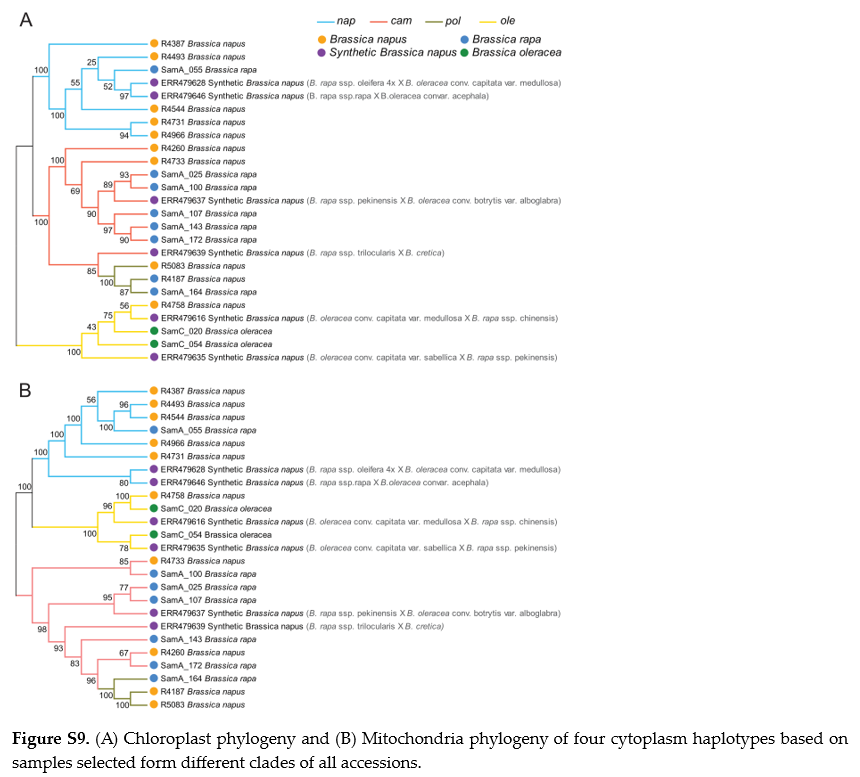 A
nap cam pol ole
Brassica napus Brassica rapa
Synthetic Brassica napus Brassica oleracea
R4387 Brassica napus
100 R4493 Brassica napus
25
SamA_055 Brassica rapa
55 ERR479628 Synthetic Brassica napus (B. rapa ssp. oleifera 4x X B. oleracea conv. capitata var. medullosa)
52
97 ERR479646 Synthetic Brassica napus (B. rapa ssp.rapa X B.oleracea convar. acephala)
R4544 Brassica napus
100
R4731 Brassica napus
94 R4966 Brassica napus
R4260 Brassica napus
100 R4733 Brassica napus
93 SamA_025 Brassica rapa
89 SamA_100 Brassica rapa
69
ERR479637 Synthetic Brassica napus (B. rapa ssp. pekinensis X B. oleracea conv. botrytis var. alboglabra)
90 SamA_107 Brassica rapa
100
97 SamA_143 Brassica rapa
90 SamA_172 Brassica rapa
ERR479639 Synthetic Brassica napus (B. rapa ssp. trilocularis X B. cretica)
85 R5083 Brassica napus
100 R4187 Brassica napus
87 SamA_164 Brassica rapa
56 R4758 Brassica napus
75 ERR479616 Synthetic Brassica napus (B. oleracea conv. capitata var. medullosa X B. rapa ssp. chinensis)
43 SamC_020 Brassica oleracea
SamC_054 Brassica oleracea
100
ERR479635 Synthetic Brassica napus (B. oleracea conv. capitata var. sabellica X B. rapa ssp. pekinensis)
B
R4387 Brassica napus
56 96 R4493 Brassica napus
100 R4544 Brassica napus
100 SamA_055 Brassica rapa
100 R4966 Brassica napus
100 R4731 Brassica napus
ERR479628 Synthetic Brassica napus (B. rapa ssp. oleifera 4x X B. oleracea conv. capitata var. medullosa)
80 ERR479646 Synthetic Brassica napus (B. rapa ssp.rapa X B.oleracea convar. acephala)
100 100 R4758 Brassica napus
96 SamC_020 Brassica oleracea
ERR479616 Synthetic Brassica napus (B. oleracea conv. capitata var. medullosa X B. rapa ssp. chinensis)
100 SamC_054 Brassica oleracea
78 ERR479635 Synthetic Brassica napus (B. oleracea conv. capitata var. sabellica X B. rapa ssp. pekinensis)
85 R4733 Brassica napus
SamA_100 Brassica rapa
77 SamA_025 Brassica rapa
95 SamA_107 Brassica rapa
ERR479637 Synthetic Brassica napus (B. rapa ssp. pekinensis X B. oleracea conv. botrytis var. alboglabra)
98 ERR479639 Synthetic Brassica napus (B. rapa ssp. trilocularis X B. cretica)
93 SamA_143 Brassica rapa
83 67 R4260 Brassica napus
SamA_172 Brassica rapa
96 SamA_164 Brassica rapa
100 R4187 Brassica napus
100 R5083 Brassica napus
Figure S9. (A) Chloroplast phylogeny and (B) Mitochondria phylogeny of four cytoplasm haplotypes based on
samples selected form different clades of all accessions.